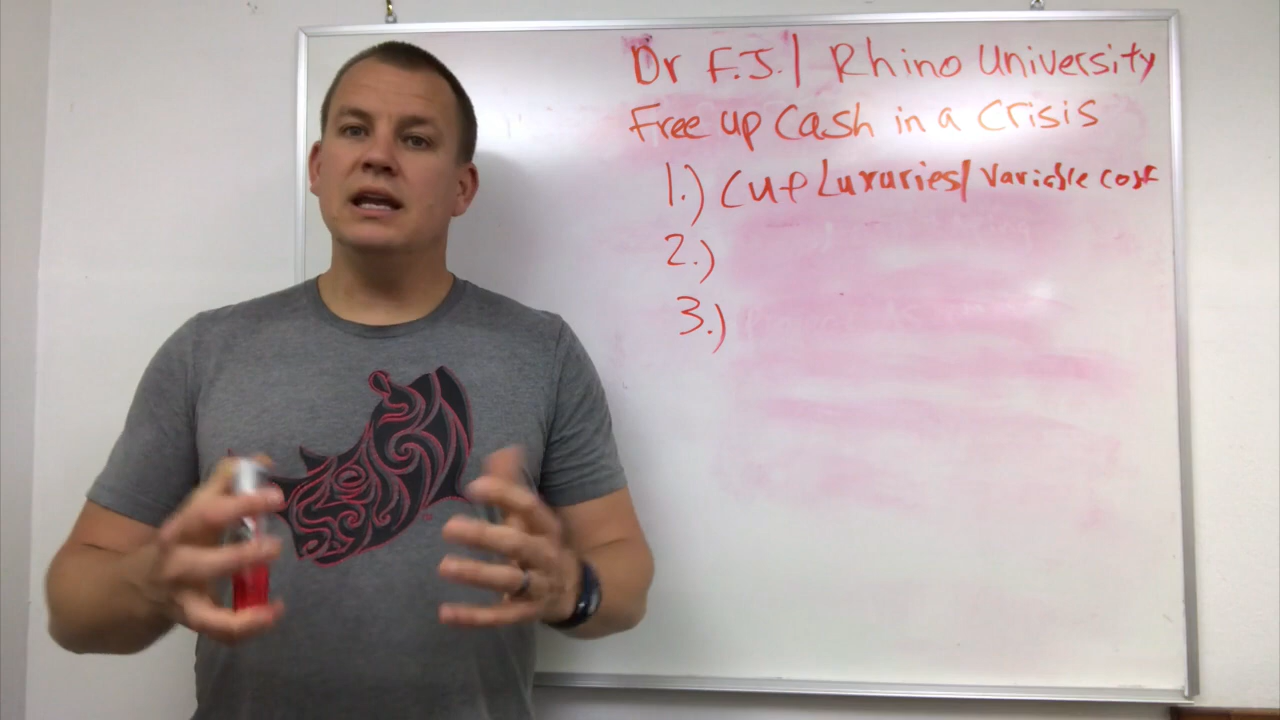 Dr F.J. | Rhino University
Free up Cash in a Crisis
1.) Cut Luxuries/Variable cost
2.)
3.)